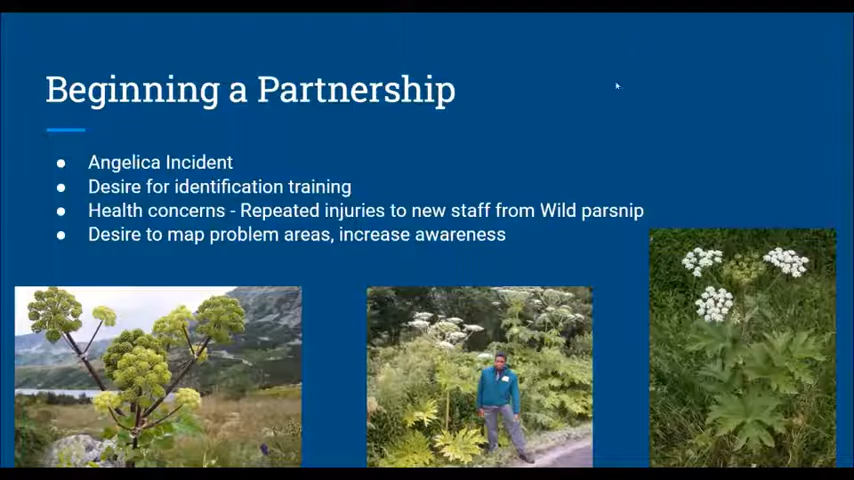 Beginning a Partnership
● Angelica Incident
● Desire for identification training
● Health concerns - Repeated injuries to new staff from Wild parsnip
● Desire to map problem areas, increase awareness